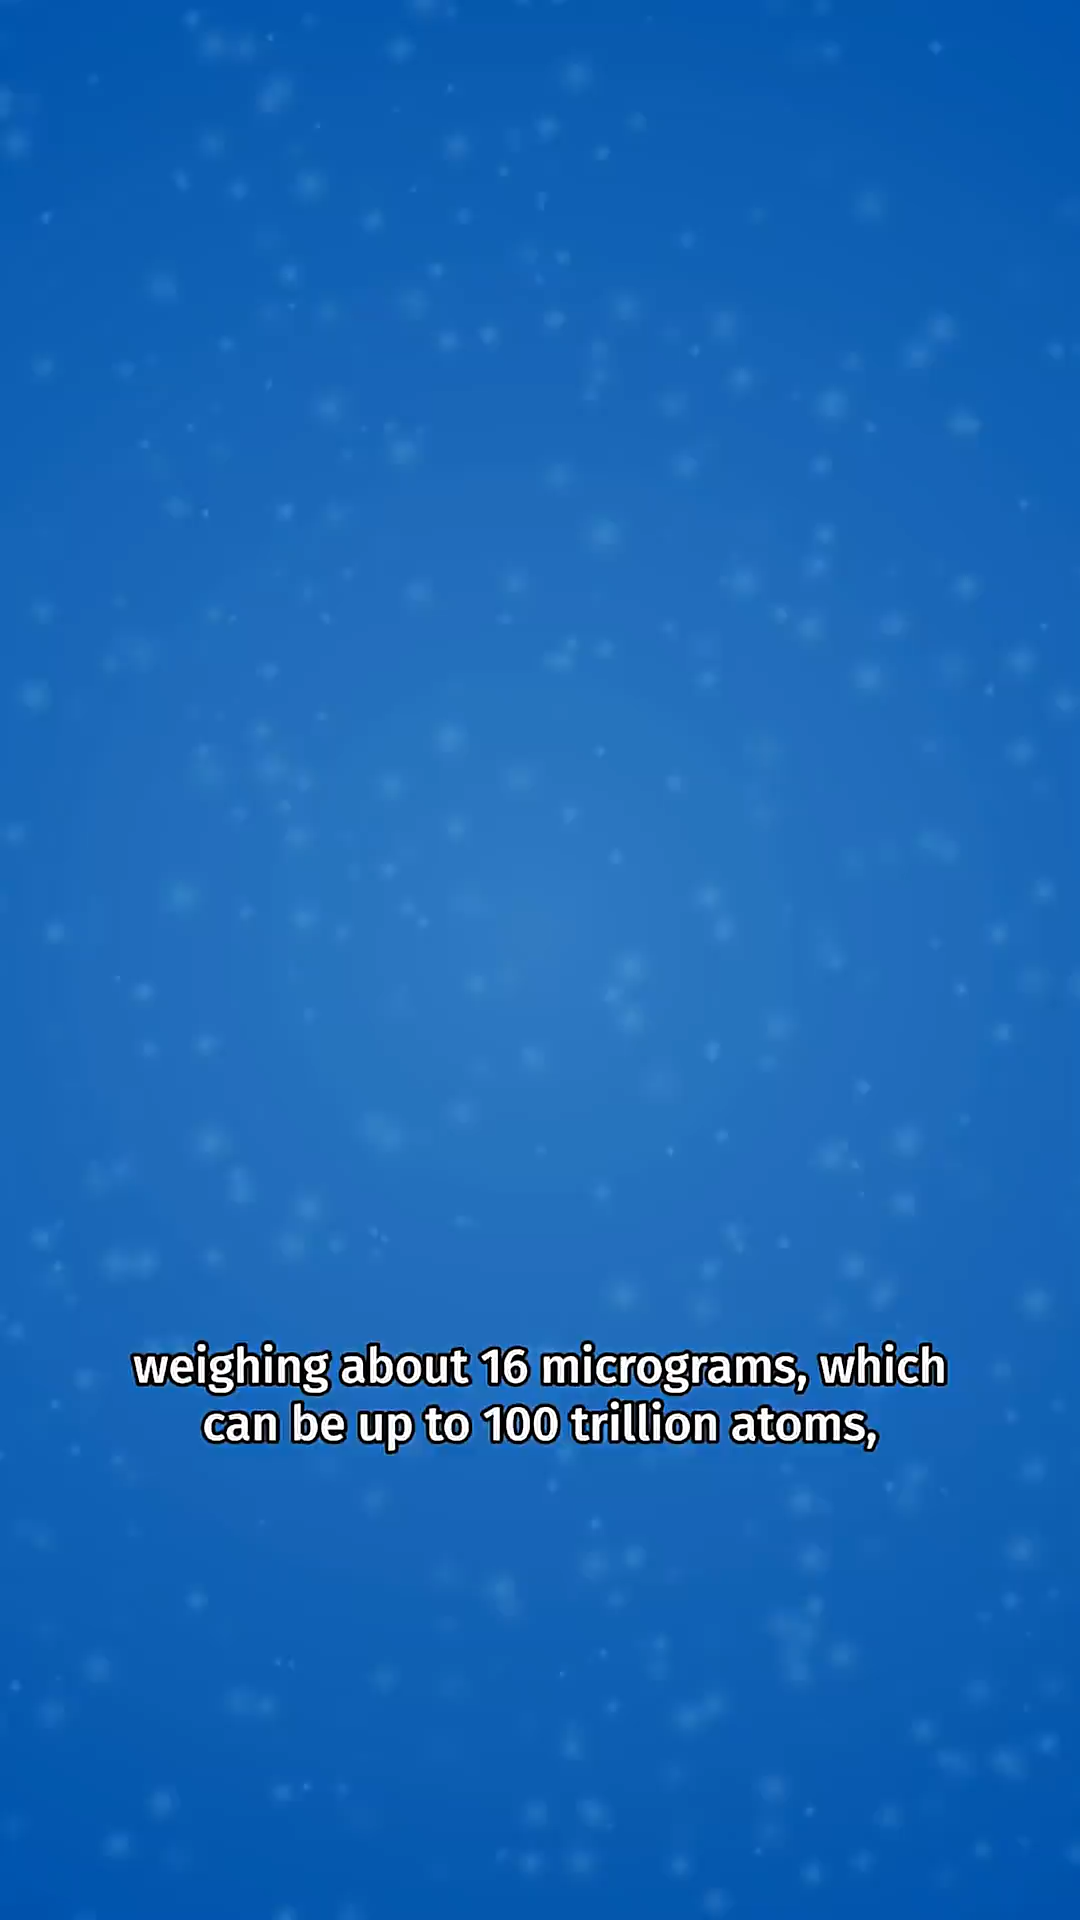 weighing about 16 micrograms, which
can be up to 100 trillion atoms,